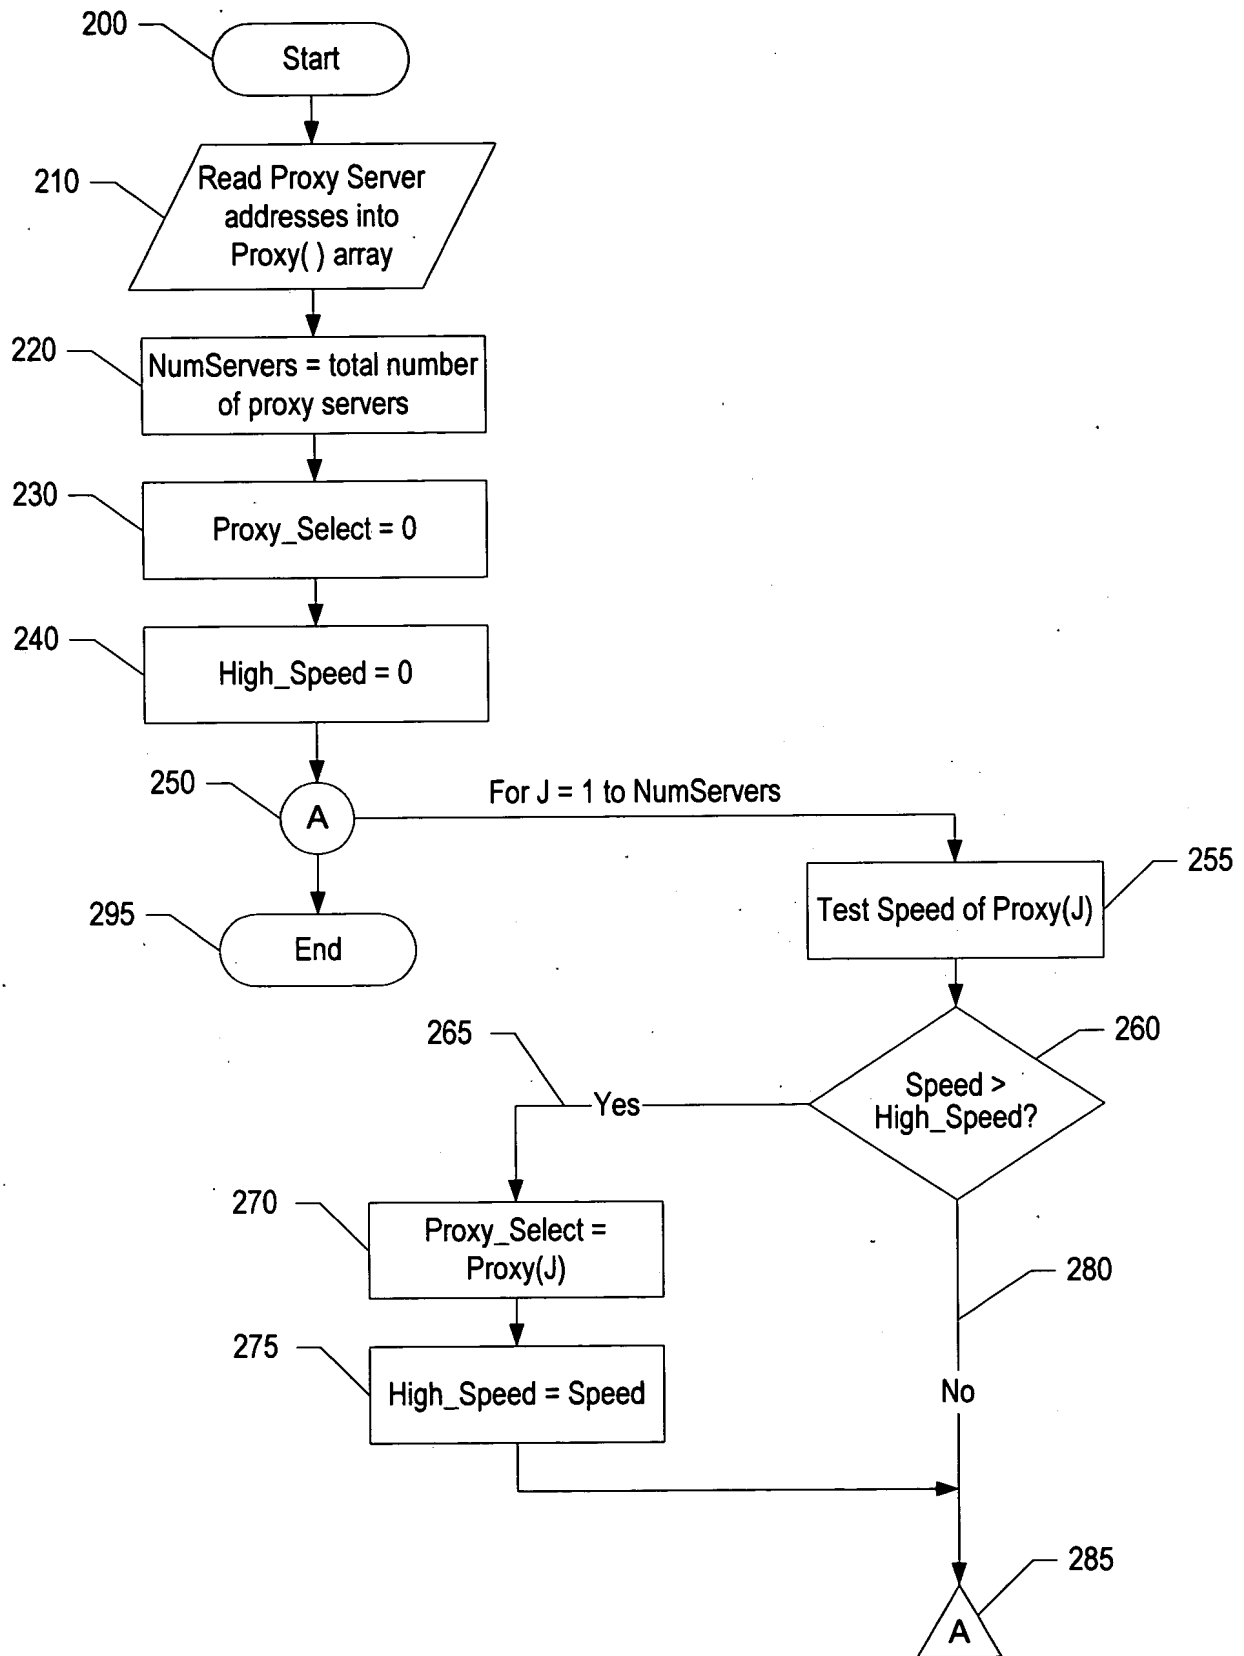 200
Start
210
Read Proxy Server
addresses into
Proxy( ) array
220
NumServers = total number
of proxy servers
230
Proxy_Select = 0
240
High_Speed = 0
250
A
For J = 1 to NumServers
255
Test Speed of Proxy(J)
295
End
260
Speed >
High_Speed?
265
Yes
270
Proxy_Select =
Proxy(J)
275
High_Speed = Speed
280
No
285
A